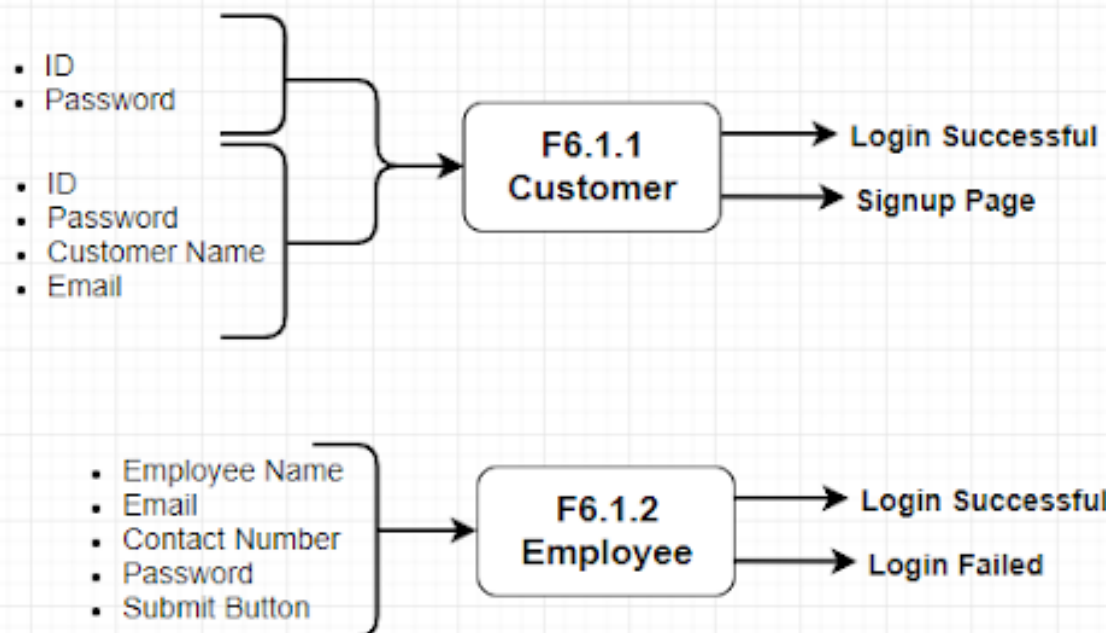 • ID
• Password
• ID
• Password
• Customer Name
• Email
F6.1.1
Customer
Login Successful
Signup Page
• Employee Name
• Email
• Contact Number
• Password
• Submit Button
F6.1.2
Employee
Login Successful
Login Failed